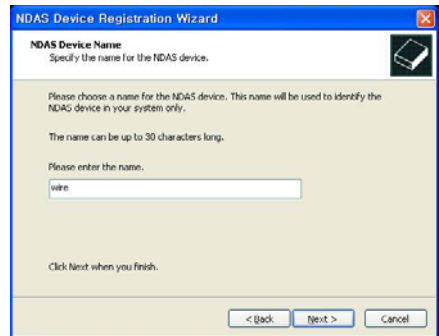 NDAS Device Registration Wizard
NDAS Device Name
Specify the name for the NDAS device.
Please choose a name for the NDAS device. This name will be used to identify the
NDAS device in your system only.
The name can be up to 30 characters long.
Please enter the name.
wire
Click Next when you finish.
< Back
Next >
Cancel